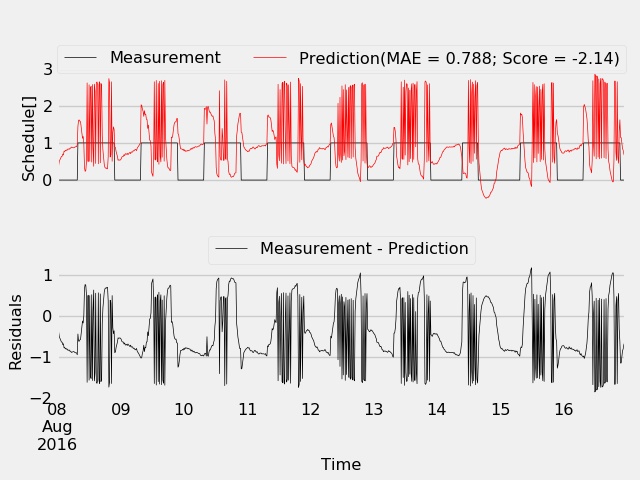 Measurement
Prediction(MAE = 0.788; Score = -2.14)
3
2
1
0
Schedule[]
Measurement - Prediction
1
0
−1
−2
Residuals
08 09 10 11 12 13 14 15 16
Aug
2016
Time